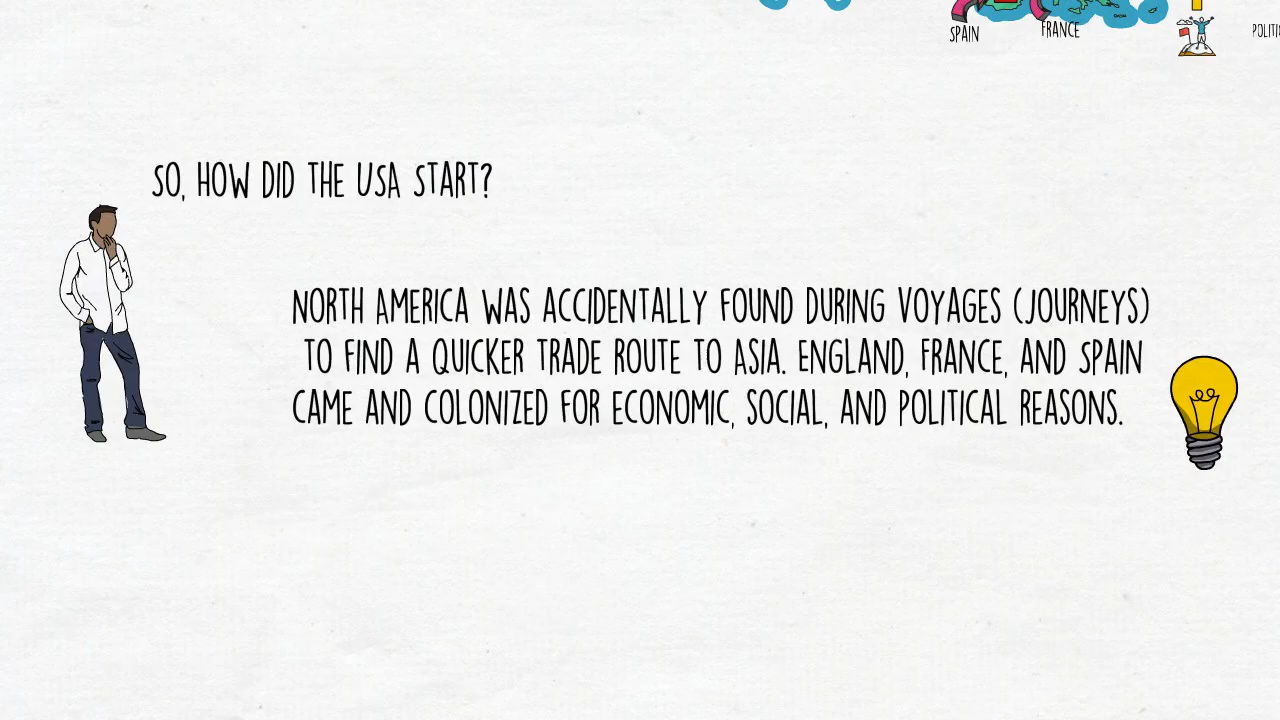 SPAIN
FRANCE
SO, HOW DID THE USA START?
NORTH AMERICA WAS ACCIDENTALLY FOUND DURING VOYAGES (JOURNEYS)
TO FIND A QUICKER TRADE ROUTE TO ASIA. ENGLAND, FRANCE, AND SPAIN
CAME AND COLONIZED FOR ECONOMIC, SOCIAL, AND POLITICAL REASONS.